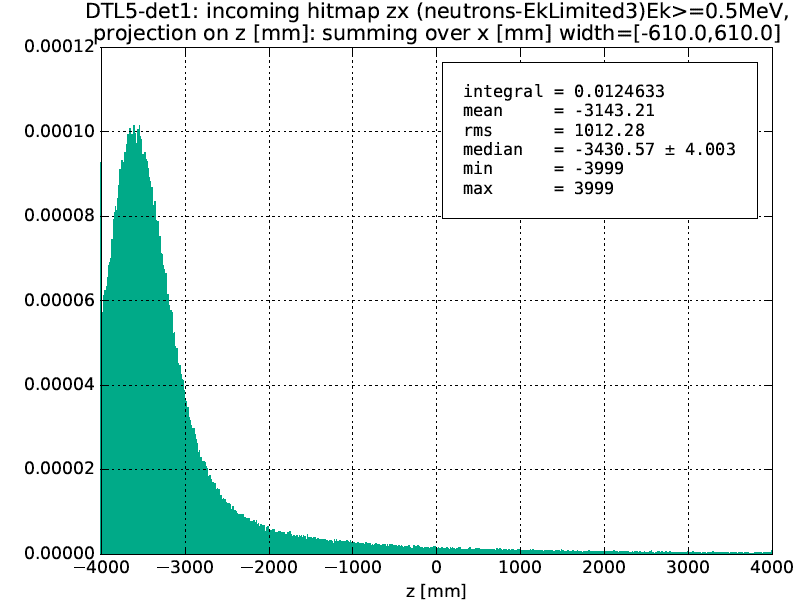 DTL5-det1: incoming hitmap zx (neutrons-EkLimited3)Ek>=0.5MeV,
projection on z [mm]: summing over x [mm] width=[-610.0,610.0]
0.00012
0.00010
0.00008
0.00006
0.00004
0.00002
0.00000
integral = 0.0124633
mean = -3143.21
rms = 1012.28
median = -3430.57 ± 4.003
min = -3999
max = 3999
−4000 −3000 −2000 −1000 0 1000 2000 3000 4000
z [mm]